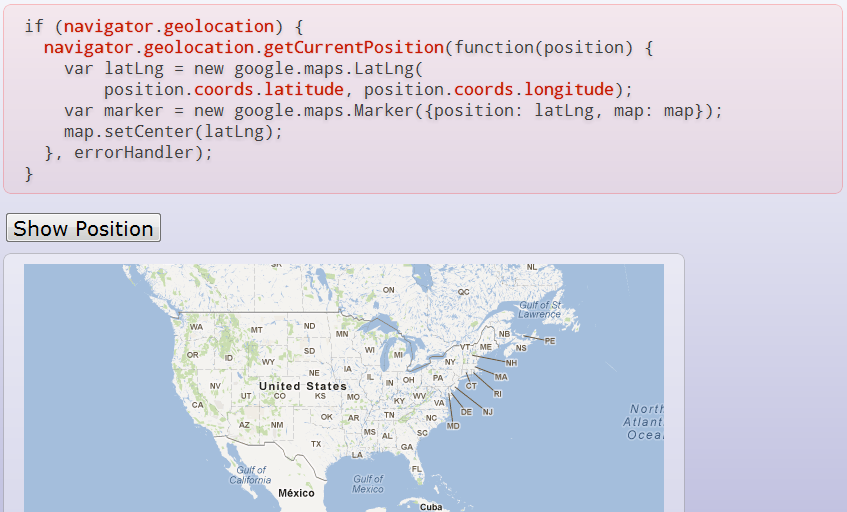 if (navigator.geolocation) {
navigator.geolocation.getCurrentPosition(function(position) {
var latLng = new google.maps.LatLng(
position.coords.latitude, position.coords.longitude);
var marker = new google.maps.Marker({position: latLng, map: map});
map.setCenter(latLng);
}, errorHandler);
}
Show Position
SK
NL
ON
QC
Gulf of St
Lawrence
WA
MT
ND
MN
NB
PE
OR
ID
WY
SD
WI
MI
VT
ME
NS
NY
NH
NE
IA
IL
IN
OH
PA
MA
NV
UT
United States
CO
KS
MO
KY
WV
CT
RI
CA
VA
DE
NJ
North
Atlant
Ocea
AZ
NM
OK
AR
TN
NC
MD
MS
AL
SC
TX
LA
GA
FL
Gulf of
California
Gulf of
Mexico
México
Cuba